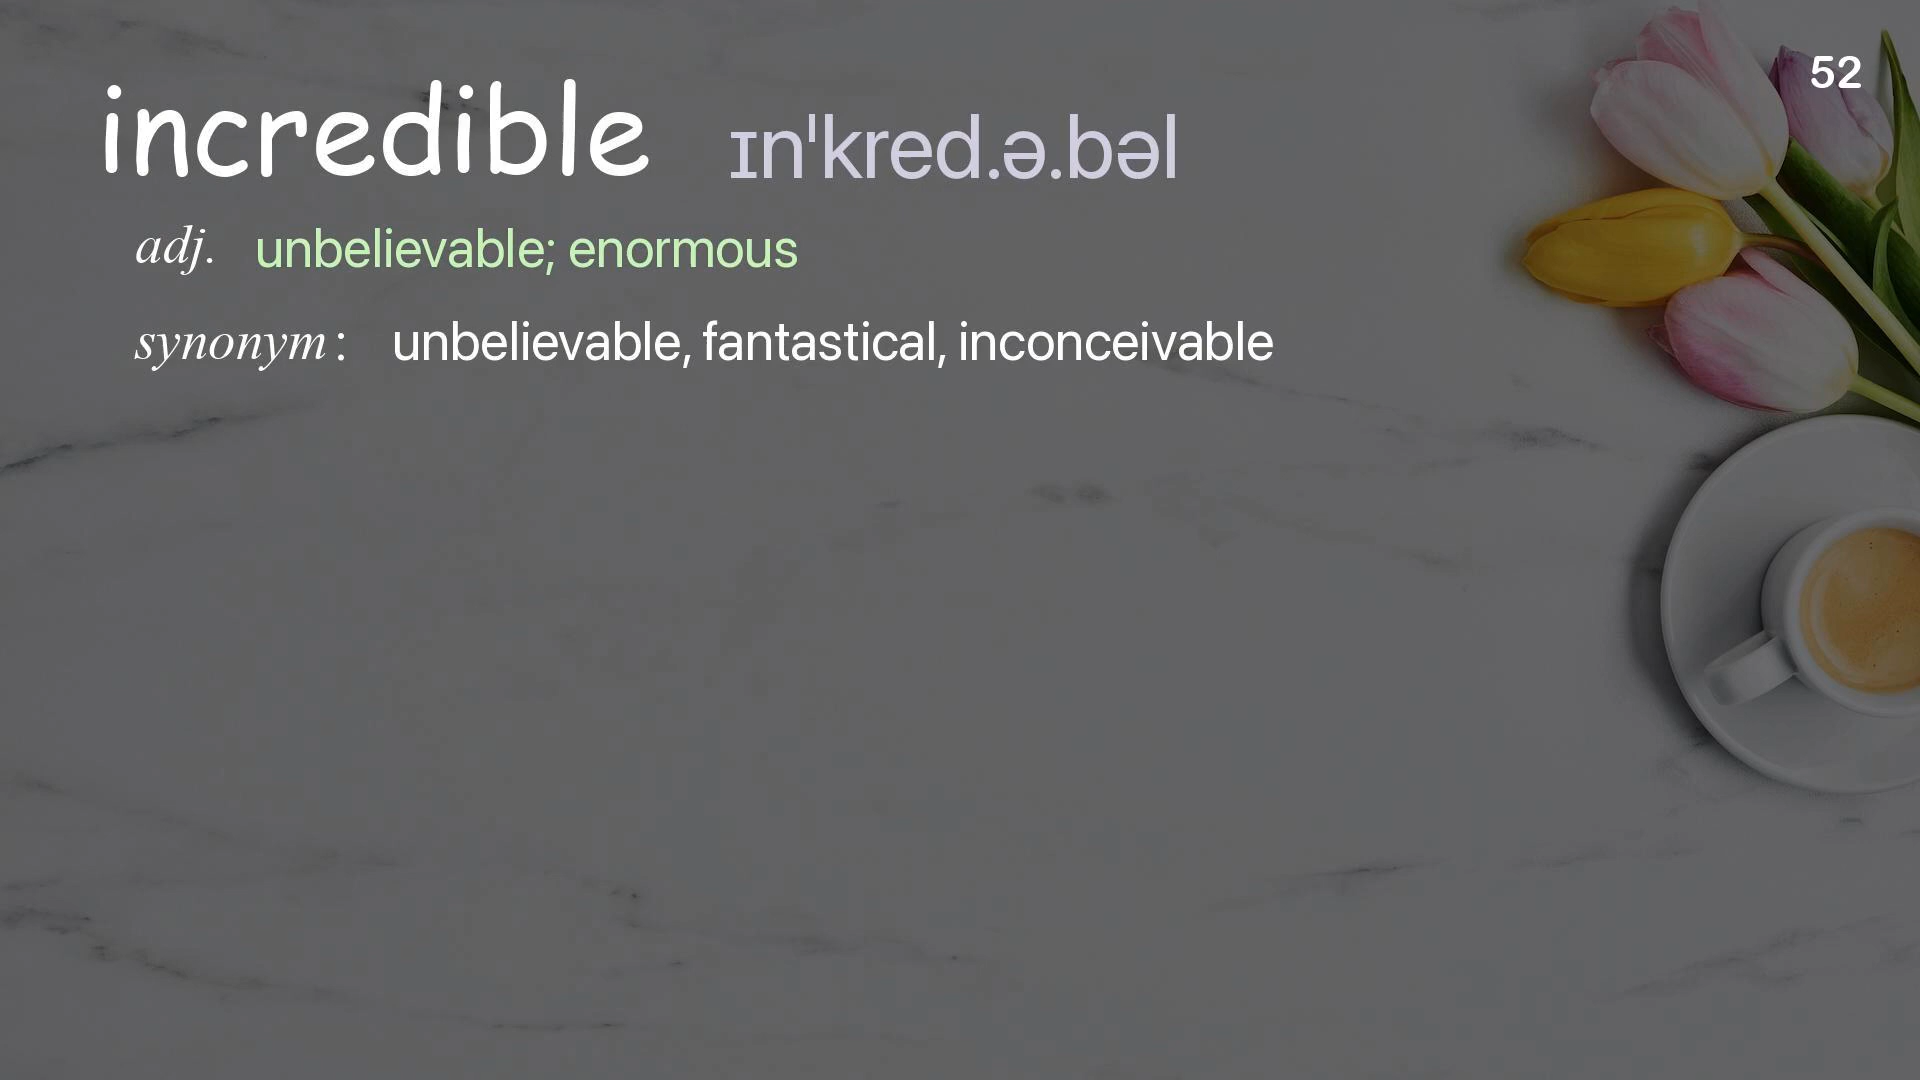 52
incredible ɪnˈkred.ə.bəl
adj. unbelievable; enormous
synonym: unbelievable, fantastical, inconceivable